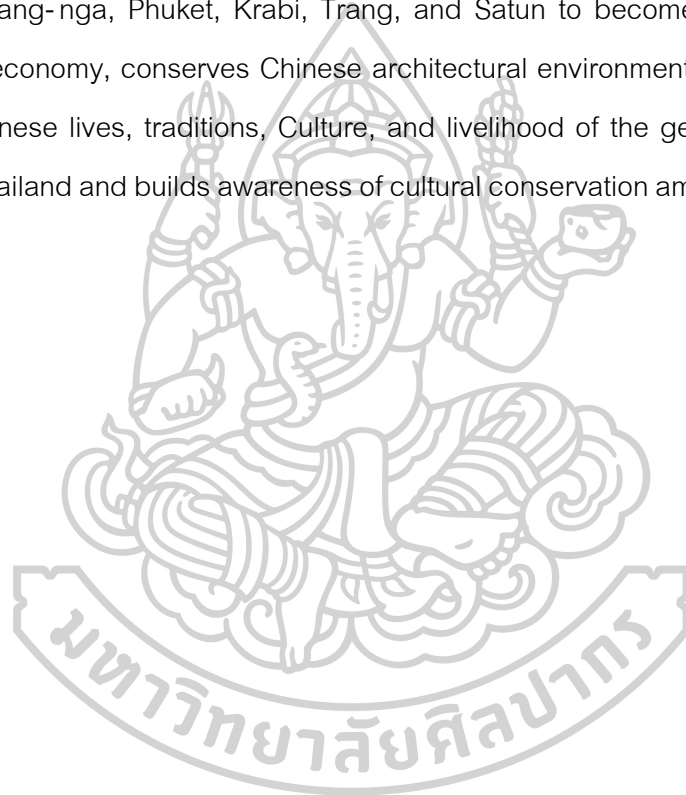 ang-nga, Phuket, Krabi, Trang, and Satun to become
economy, conserves Chinese architectural environment
nese lives, traditions, Culture, and livelihood of the ge
ailand and builds awareness of cultural conservation am
มหาวิทยาลัยศิลปากร